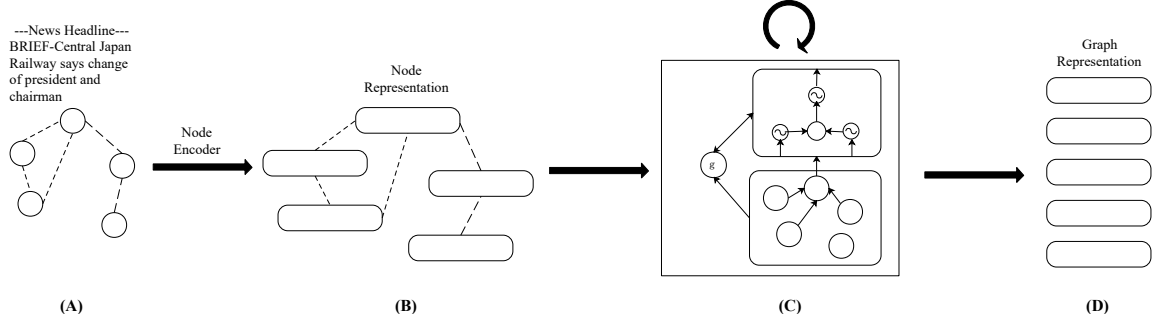 ---News Headline---
BRIEF-Central Japan
Railway says change
of president and
chairman
Node
Encoder
Node
Representation
g
Graph
Representation
(A)
(B)
(C)
(D)